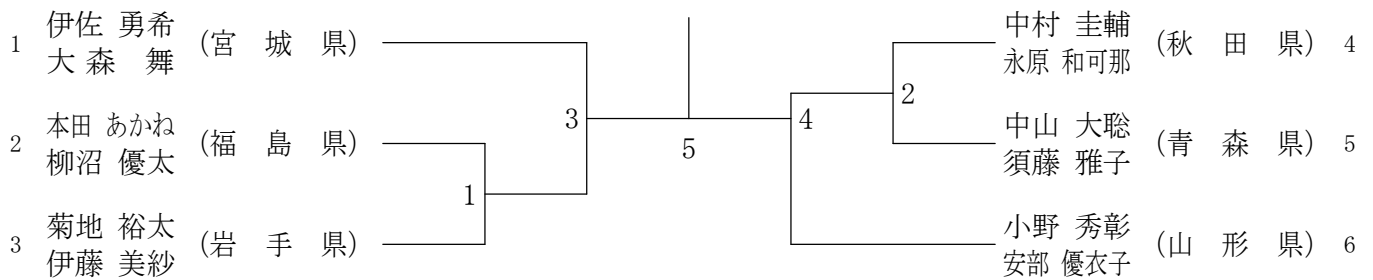 1 伊佐 勇希
大森 舞
(宮城県)
2 本田 あかね
柳沼 優太
(福島県)
3 菊地 裕太
伊藤 美紗
(岩手県)
1
3
5
4
2
中村 圭輔
永原 和可那
(秋田県) 4
中山 大聡
須藤 雅子
(青森県) 5
小野 秀彰
安部 優衣子
(山形県) 6